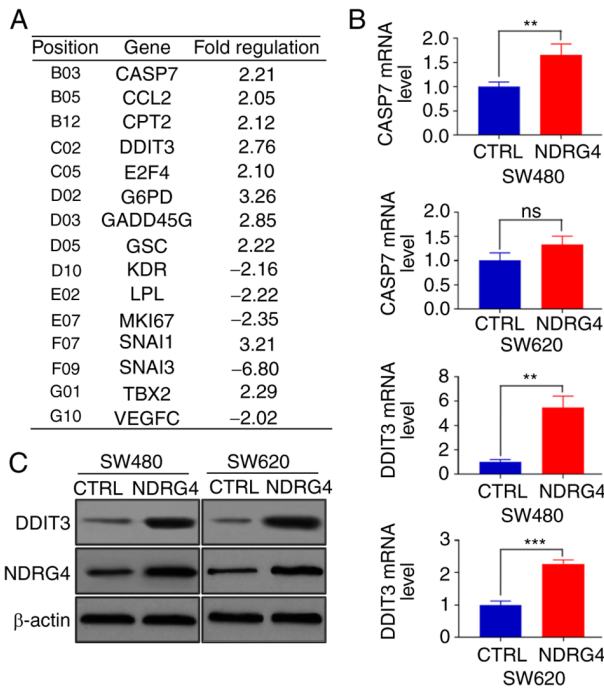 A
Position Gene Fold regulation
B03 CASP7 2.21
B05 CCL2 2.05
B12 CPT2 2.12
C02 DDIT3 2.76
C05 E2F4 2.10
D02 G6PD 3.26
D03 GADD45G 2.85
D05 GSC 2.22
D10 KDR −2.16
E02 LPL −2.22
E07 MKI67 −2.35
F07 SNAI1 3.21
F09 SNAI3 −6.80
G01 TBX2 2.29
G10 VEGFC −2.02
B
CASP7 mRNA
level
2.0
1.5
1.0
0.5
0.0
**
CTRL NDRG4
SW480
CASP7 mRNA
level
2.0
1.5
1.0
0.5
0.0
ns
CTRL NDRG4
SW620
DDIT3 mRNA
level
8
6
4
2
0
**
CTRL NDRG4
SW480
DDIT3 mRNA
level
3
2
1
0
***
CTRL NDRG4
SW620
C
SW480 SW620
CTRL NDRG4 CTRL NDRG4
DDIT3
NDRG4
β-actin